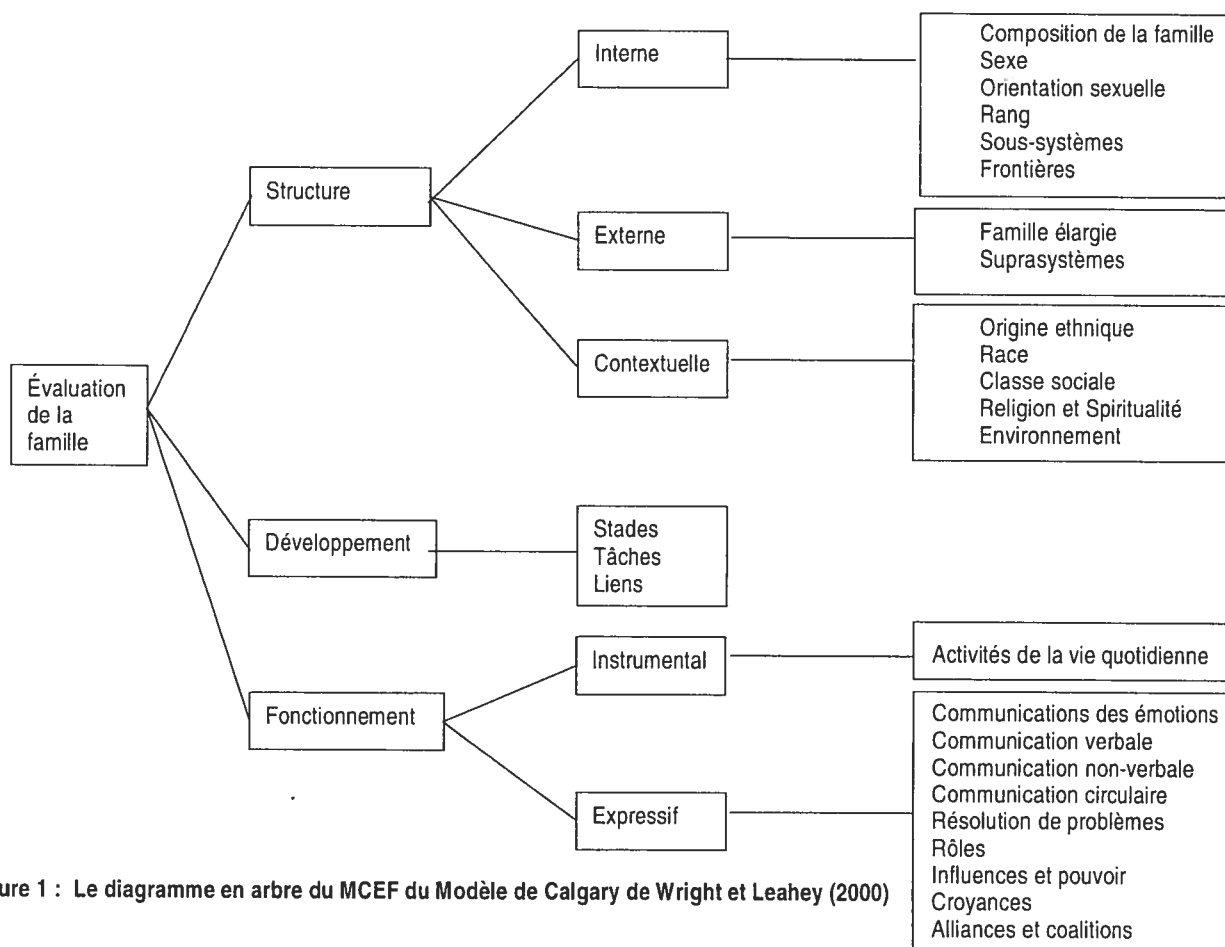 Évaluation
de la
famille
Structure
Interne
Composition de la famille
Sexe
Orientation sexuelle
Rang
Sous-systèmes
Frontières
Externe
Famille élargie
Suprasystèmes
Contextuelle
Origine ethnique
Race
Classe sociale
Religion et Spiritualité
Environnement
Développement
Stades
Tâches
Liens
Fonctionnement
Instrumental
Activités de la vie quotidienne
Expressif
Communications des émotions
Communication verbale
Communication non-verbale
Communication circulaire
Résolution de problèmes
Rôles
Influences et pouvoir
Croyances
Alliances et coalitions
ure 1 : Le diagramme en arbre du MCEF du Modèle de Calgary de Wright et Leahey (2000)